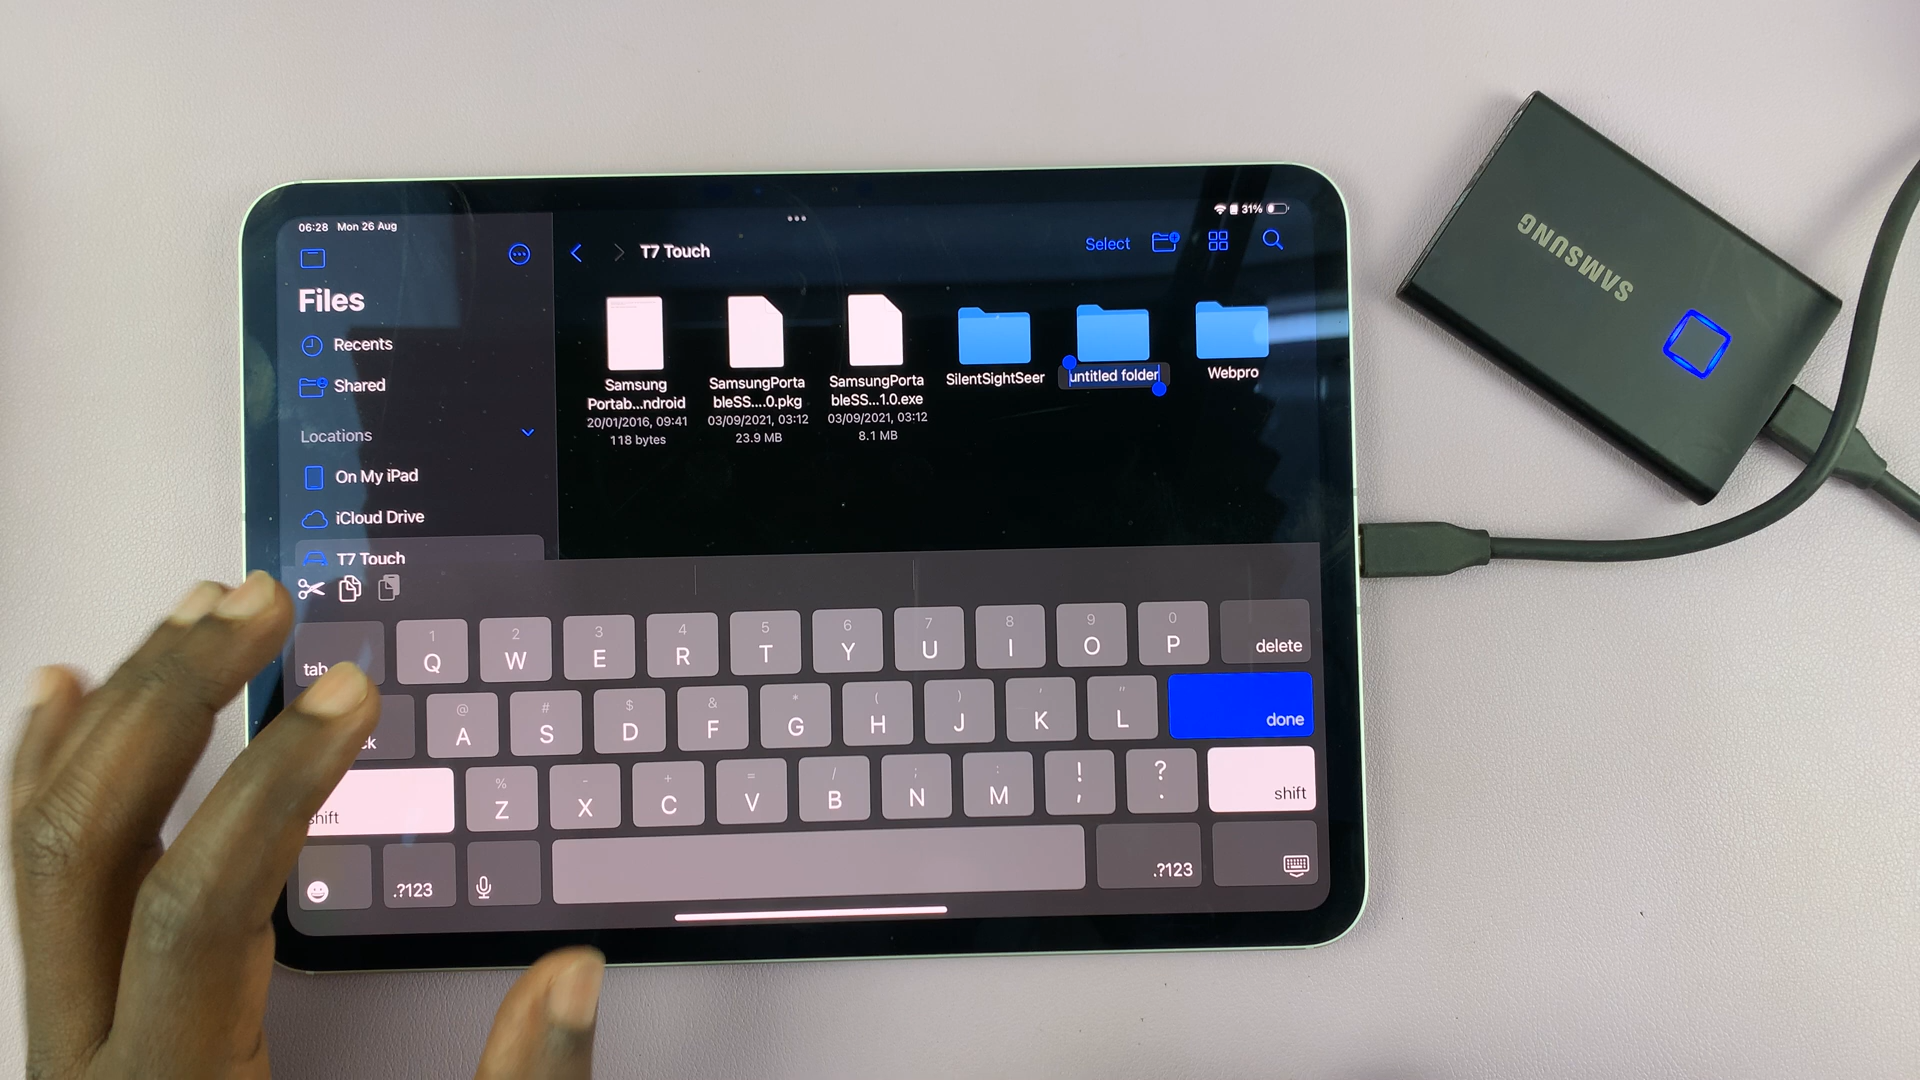 06:28 Mon 26 Aug
31%
Files
Recents
Shared
Locations
On My iPad
iCloud Drive
T7 Touch
T7 Touch
Select
Samsung
Portab...ndroid
20/01/2016, 09:41
118 bytes
SamsungPorta
bleSS....0.pkg
03/09/2021, 03:12
23.9 MB
SamsungPorta
bleSS...1.0.exe
03/09/2021, 03:12
8.1 MB
SilentSightSeer
untitled folder
Webpro
1 2 3 4 5 6 7 8 9 0
tab Q W E R T Y U I O P delete
@ # $ & * ( ) ' "
A S D F G H J K L done
% - + = / ; :
shift Z X C V B N M ! , ? . shift
.?123 .?123
SAMSUNG